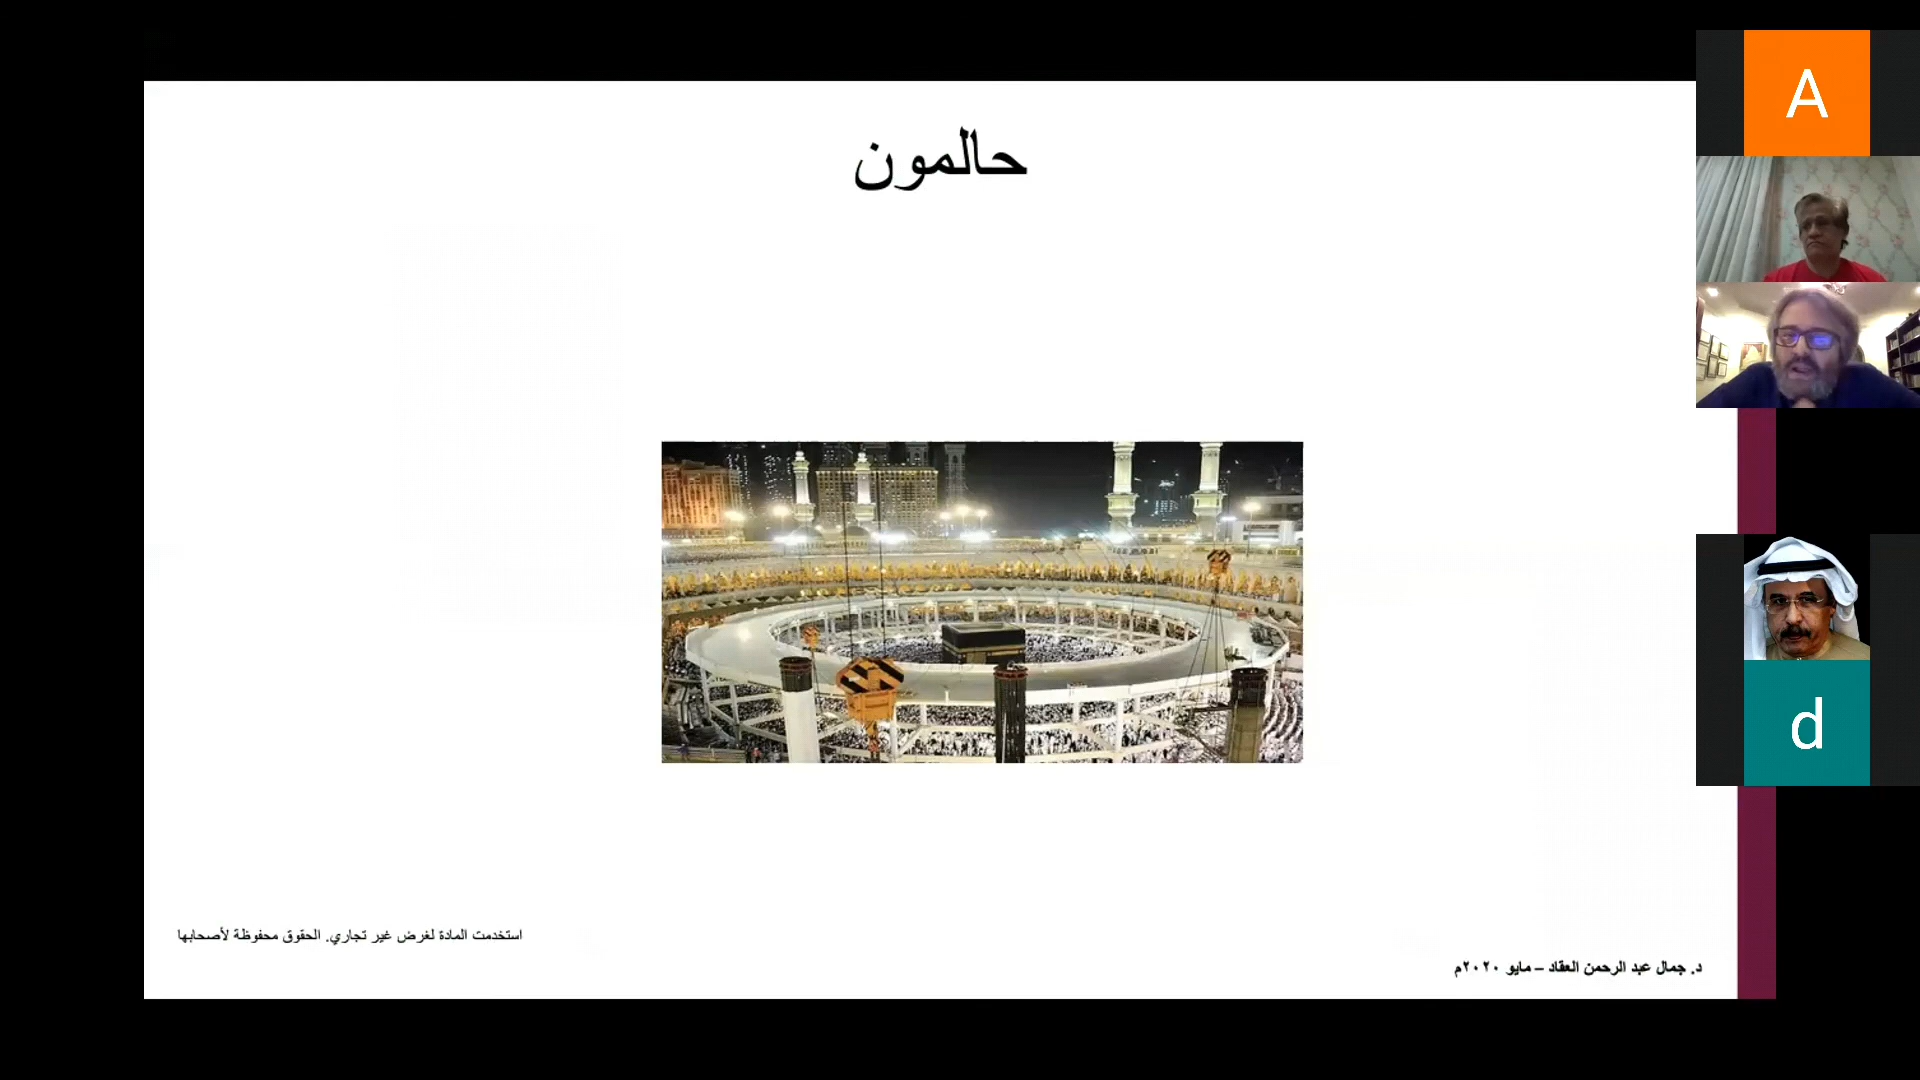 حالمون
A
d
استخدمت المادة لغرض غير تجاري. الحقوق محفوظة لأصحابها
د. جمال عبد الرحمن العقاد – مايو ٢٠٢٠م